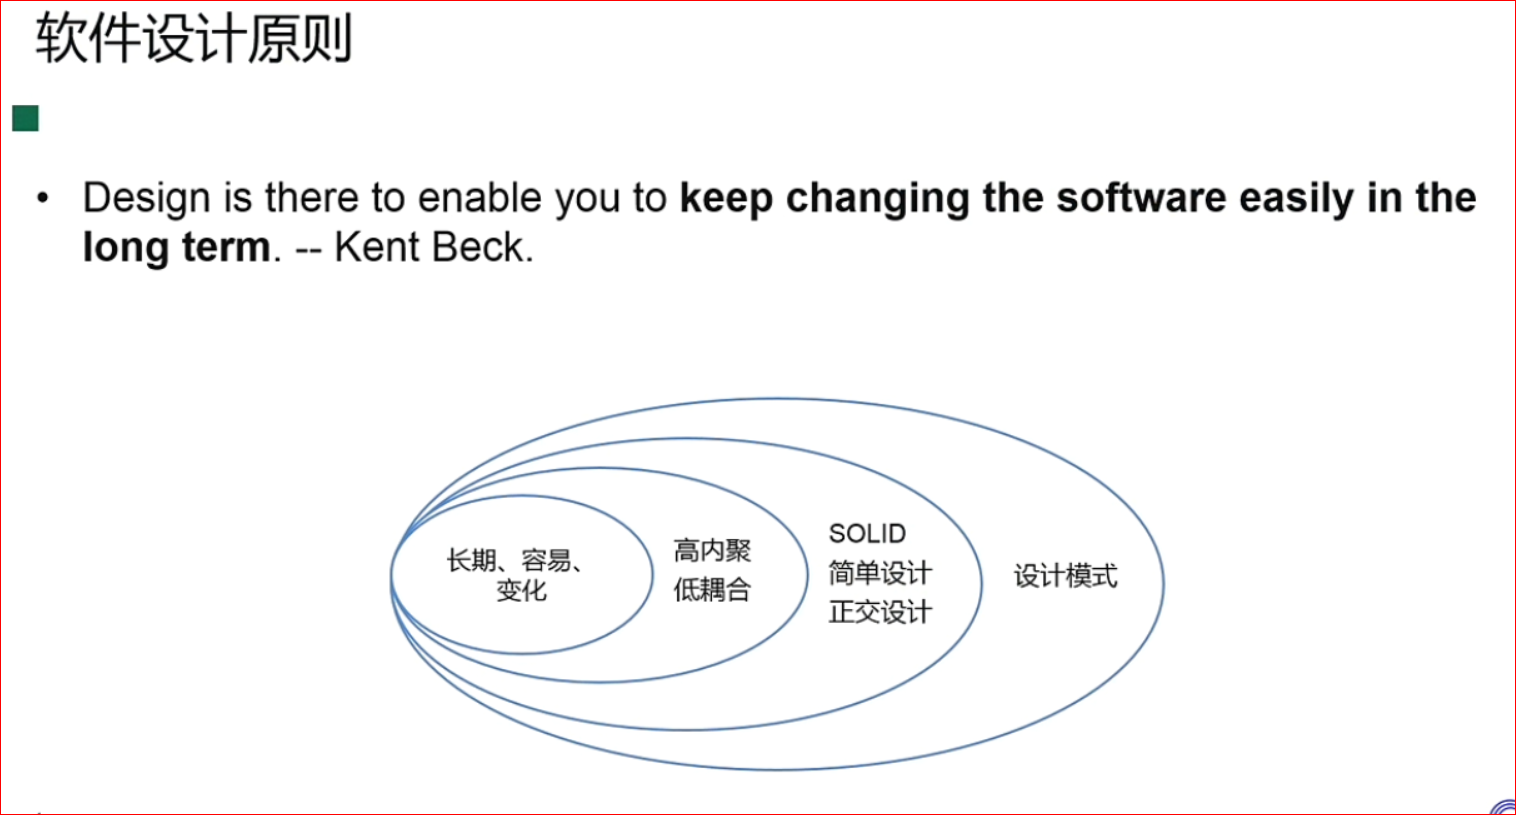 软件设计原则
• Design is there to enable you to keep changing the software easily in the
long term. -- Kent Beck.
长期、容易、
变化
高内聚
低耦合
SOLID
简单设计
正交设计
设计模式